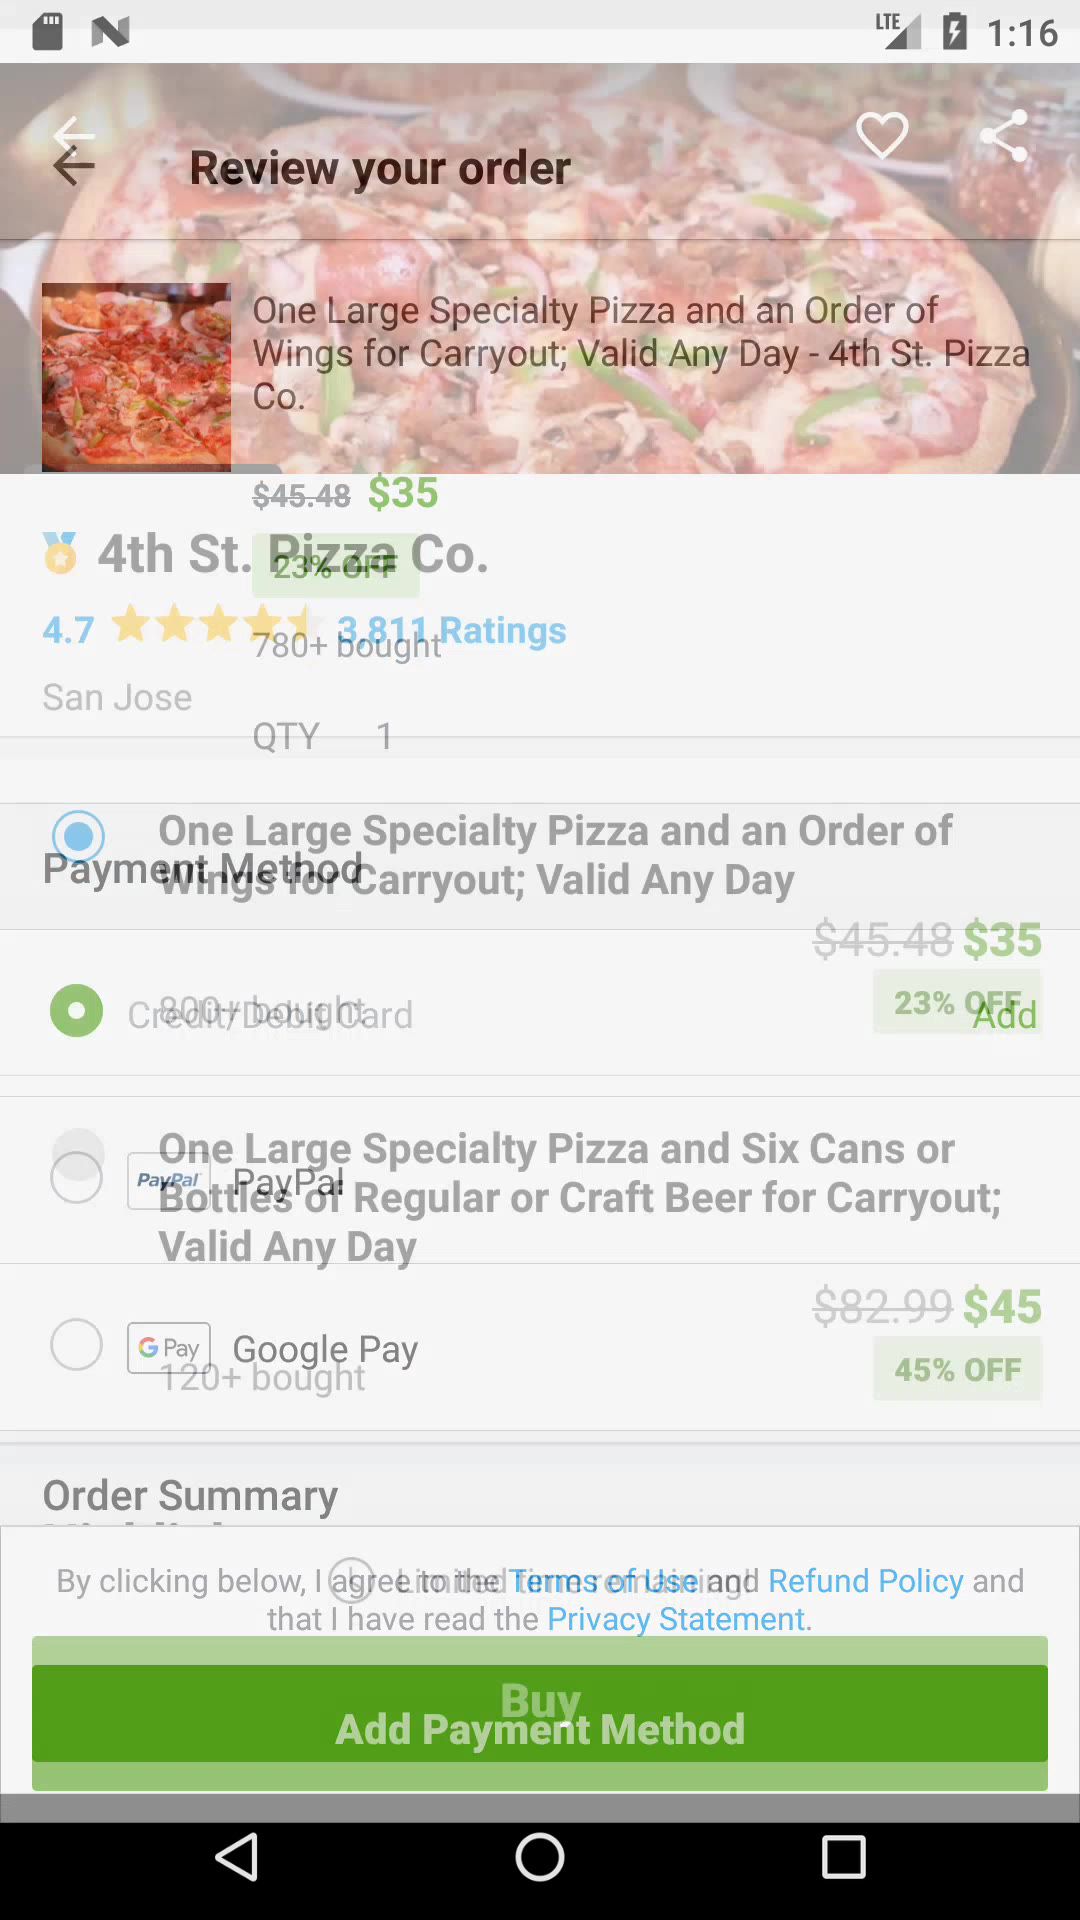 LTE 1:16
Review your order
One Large Specialty Pizza and an Order of
Wings for Carryout; Valid Any Day - 4th St. Pizza
Co.
$45.48 $35
4th St. Pizza Co.
23% OFF
4.7 3,811 Ratings
780+ bought
San Jose
QTY 1
One Large Specialty Pizza and an Order of
Wings for Carryout; Valid Any Day
Payment Method
$45.48 $35
23% OFF
800+ bought
Credit/Debit Card
Add
One Large Specialty Pizza and Six Cans or
Bottles of Regular or Craft Beer for Carryout;
Valid Any Day
PayPal PayPal
$82.99 $45
G Pay Google Pay
45% OFF
120+ bought
Order Summary
By clicking below, I agree to the Terms of Use and Refund Policy and
that I have read the Privacy Statement.
Limited time remaining!
Buy
Add Payment Method